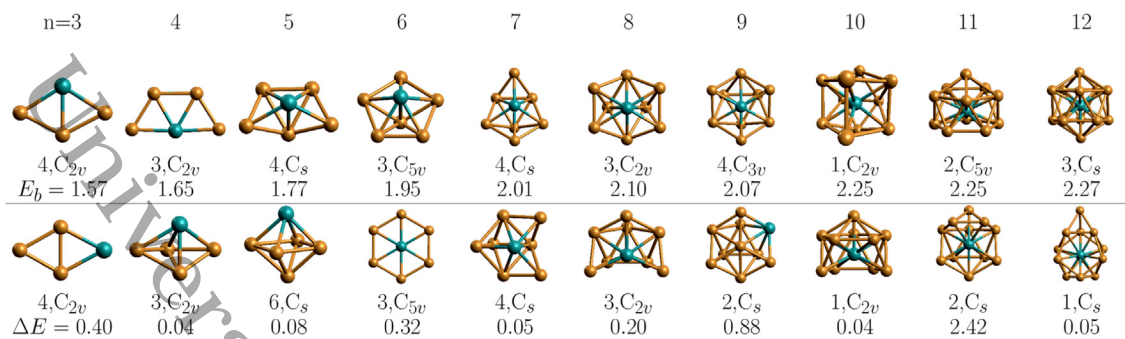 n=3 4 5 6 7 8 9 10 11 12
4,C2v 3,C2v 4,Cs 3,C5v 4,Cs 3,C2v 4,C3v 1,C2v 2,C5v 3,Cs
Eb = 1.57 1.65 1.77 1.95 2.01 2.10 2.07 2.25 2.25 2.27
4,C2v 3,C2v 6,Cs 3,C5v 4,Cs 3,C2v 2,Cs 1,C2v 2,Cs 1,Cs
ΔE = 0.40 0.04 0.08 0.32 0.05 0.20 0.88 0.04 2.42 0.05
Univers